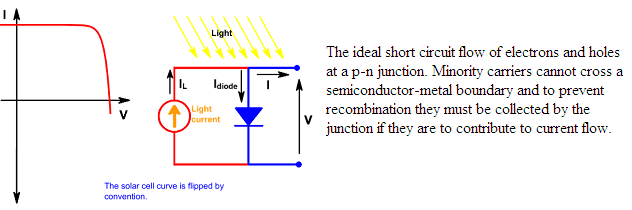 I
V
The solar cell curve is flipped by
convention.
Light
IL
Idiode
I
Light
current
V
The ideal short circuit flow of electrons and holes
at a p-n junction. Minority carriers cannot cross a
semiconductor-metal boundary and to prevent
recombination they must be collected by the
junction if they are to contribute to current flow.